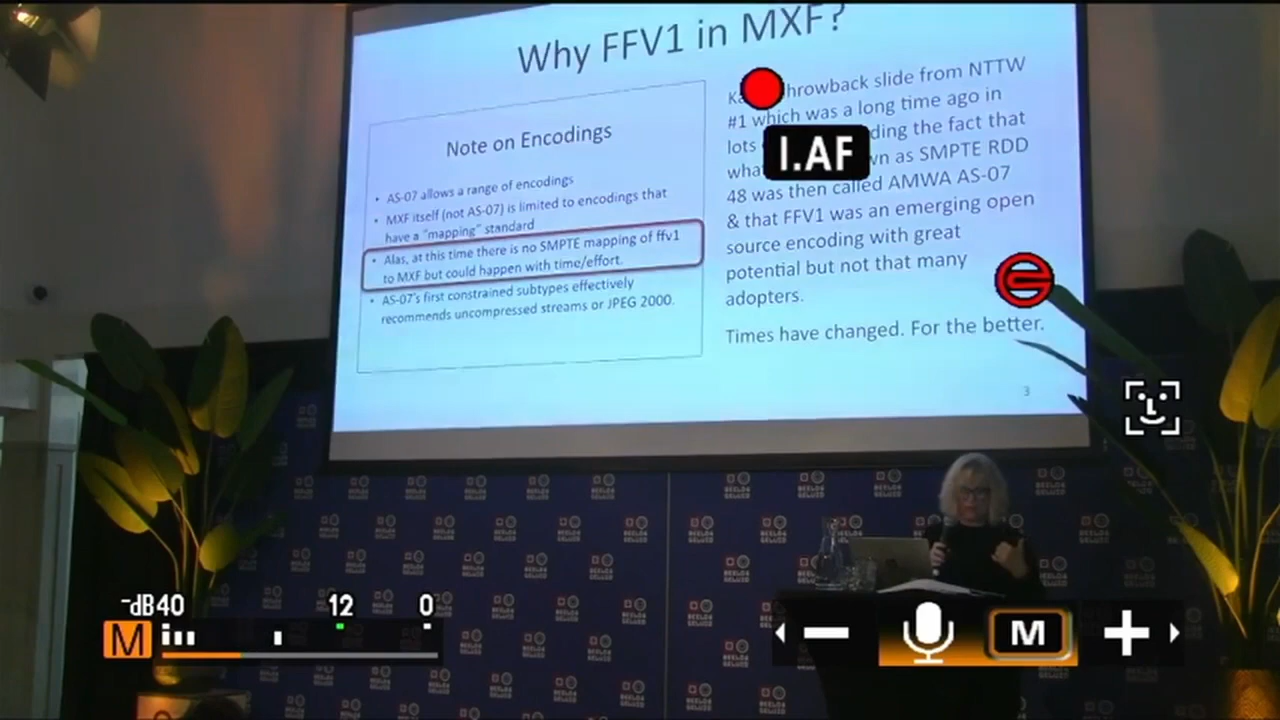 Why FFV1 in MXF?
Note on Encodings
• AS-07 allows a range of encodings
• MXF itself (not AS-07) is limited to encodings that
have a "mapping" standard
• Alas, at this time there is no SMPTE mapping of ffv1
to MXF but could happen with time/effort.
• AS-07's first constrained subtypes effectively
recommends uncompressed streams or JPEG 2000.
throwback slide from NTTW
#1 which was a long time ago in
lots ding the fact that
wha wn as SMPTE RDD
48 was then called AMWA AS-07
& that FFV1 was an emerging open
source encoding with great
potential but not that many
adopters.
Times have changed. For the better.
3
I.AF
BEELD&
GELUID
-dB40 12 0
M
M